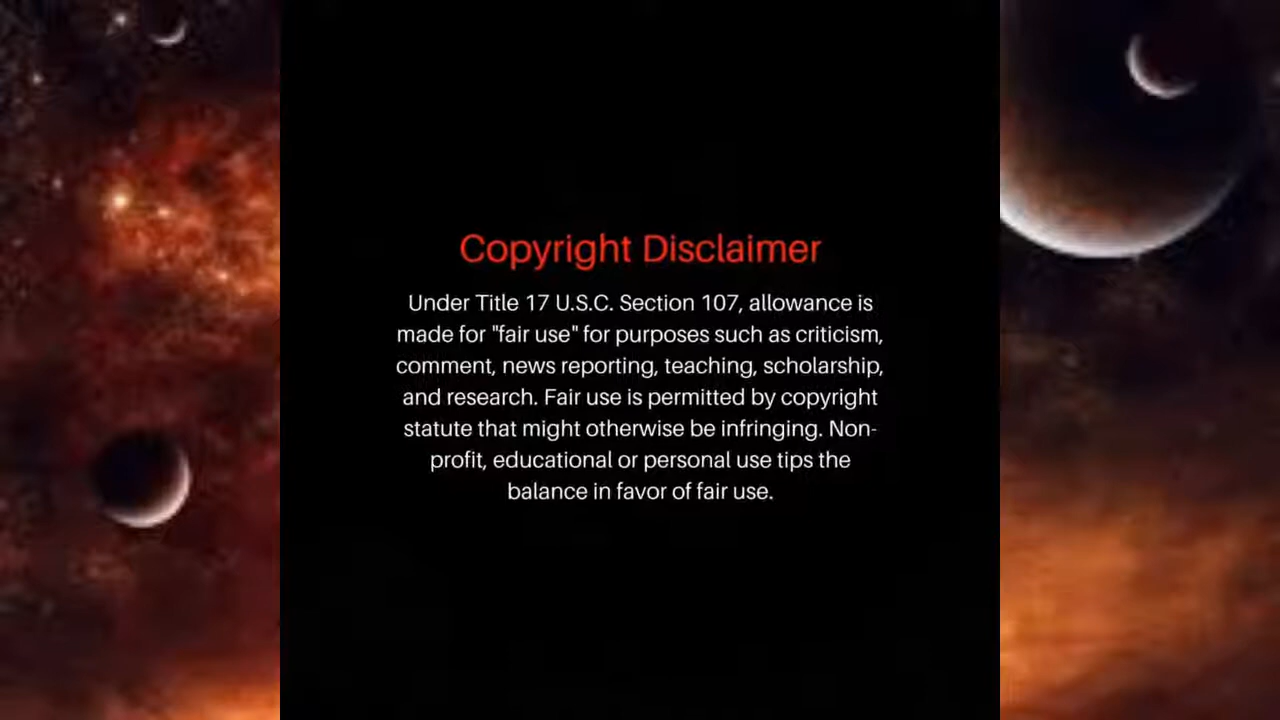 Copyright Disclaimer
Under Title 17 U.S.C. Section 107, allowance is
made for "fair use" for purposes such as criticism,
comment, news reporting, teaching, scholarship,
and research. Fair use is permitted by copyright
statute that might otherwise be infringing. Non-
profit, educational or personal use tips the
balance in favor of fair use.